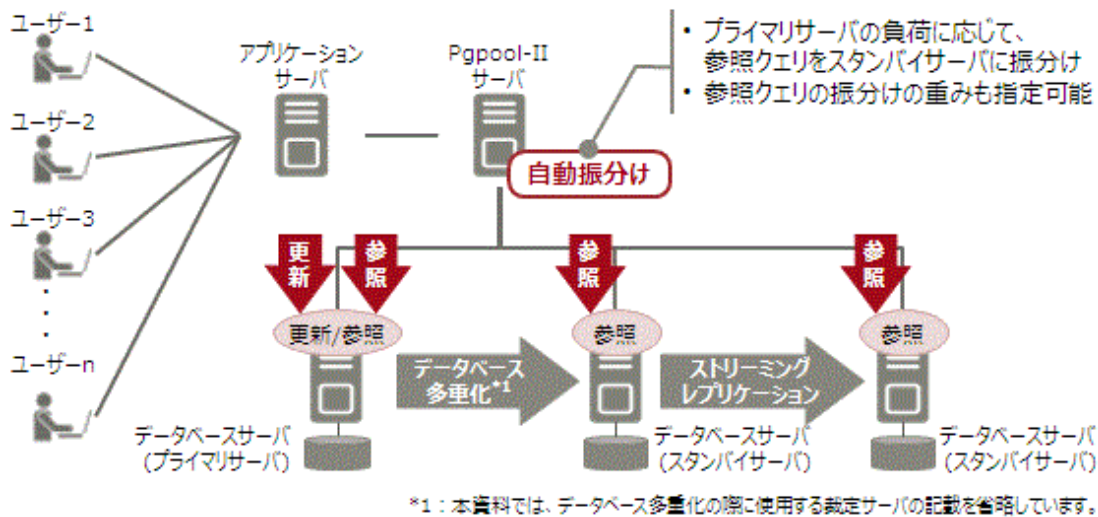 ユーザー1
ユーザー2
ユーザー3
・
・
・
ユーザーn
アプリケーション
サーバ
Pgpool-II
サーバ
• プライマリサーバの負荷に応じて、
参照クエリをスタンバイサーバに振分け
• 参照クエリの振分けの重みも指定可能
自動振分け
更新
参照
参照
参照
更新/参照
参照
参照
データベース
多重化*1
ストリーミング
レプリケーション
データベースサーバ
(プライマリサーバ)
データベースサーバ
(スタンバイサーバ)
データベースサーバ
(スタンバイサーバ)
*1：本資料では、データベース多重化の際に使用する裁定サーバの記載を省略しています。